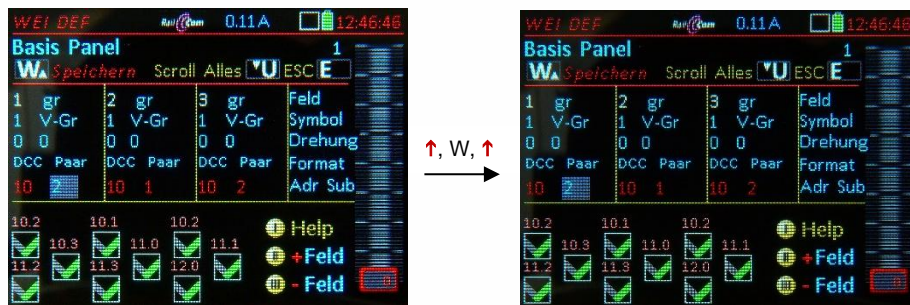 WEI DEF RailCom 0.11 A 12:46:46
Basis Panel 1
W▴ Speichern Scroll Alles ▾U ESC E
1 gr 2 gr 3 gr Feld
1 V-Gr 1 V-Gr 1 V-Gr Symbol
0 0 0 0 0 0 Drehung
DCC Paar DCC Paar DCC Paar Format
10 2 10 1 10 2 Adr Sub
10.2 10.1 10.2
10.3 11.0 11.1
11.2 11.3 12.0
Help
+Feld
- Feld
↑, W, ↑
WEI DEF RailCom 0.11 A 12:46:46
Basis Panel 1
W▴ Speichern Scroll Alles ▾U ESC E
1 gr 2 gr 3 gr Feld
1 V-Gr 1 V-Gr 1 V-Gr Symbol
0 0 0 0 0 0 Drehung
DCC Paar DCC Paar DCC Paar Format
10 2 10 1 10 2 Adr Sub
10.2 10.1 10.2
10.3 11.0 11.1
11.2 11.3 12.0
Help
+Feld
- Feld